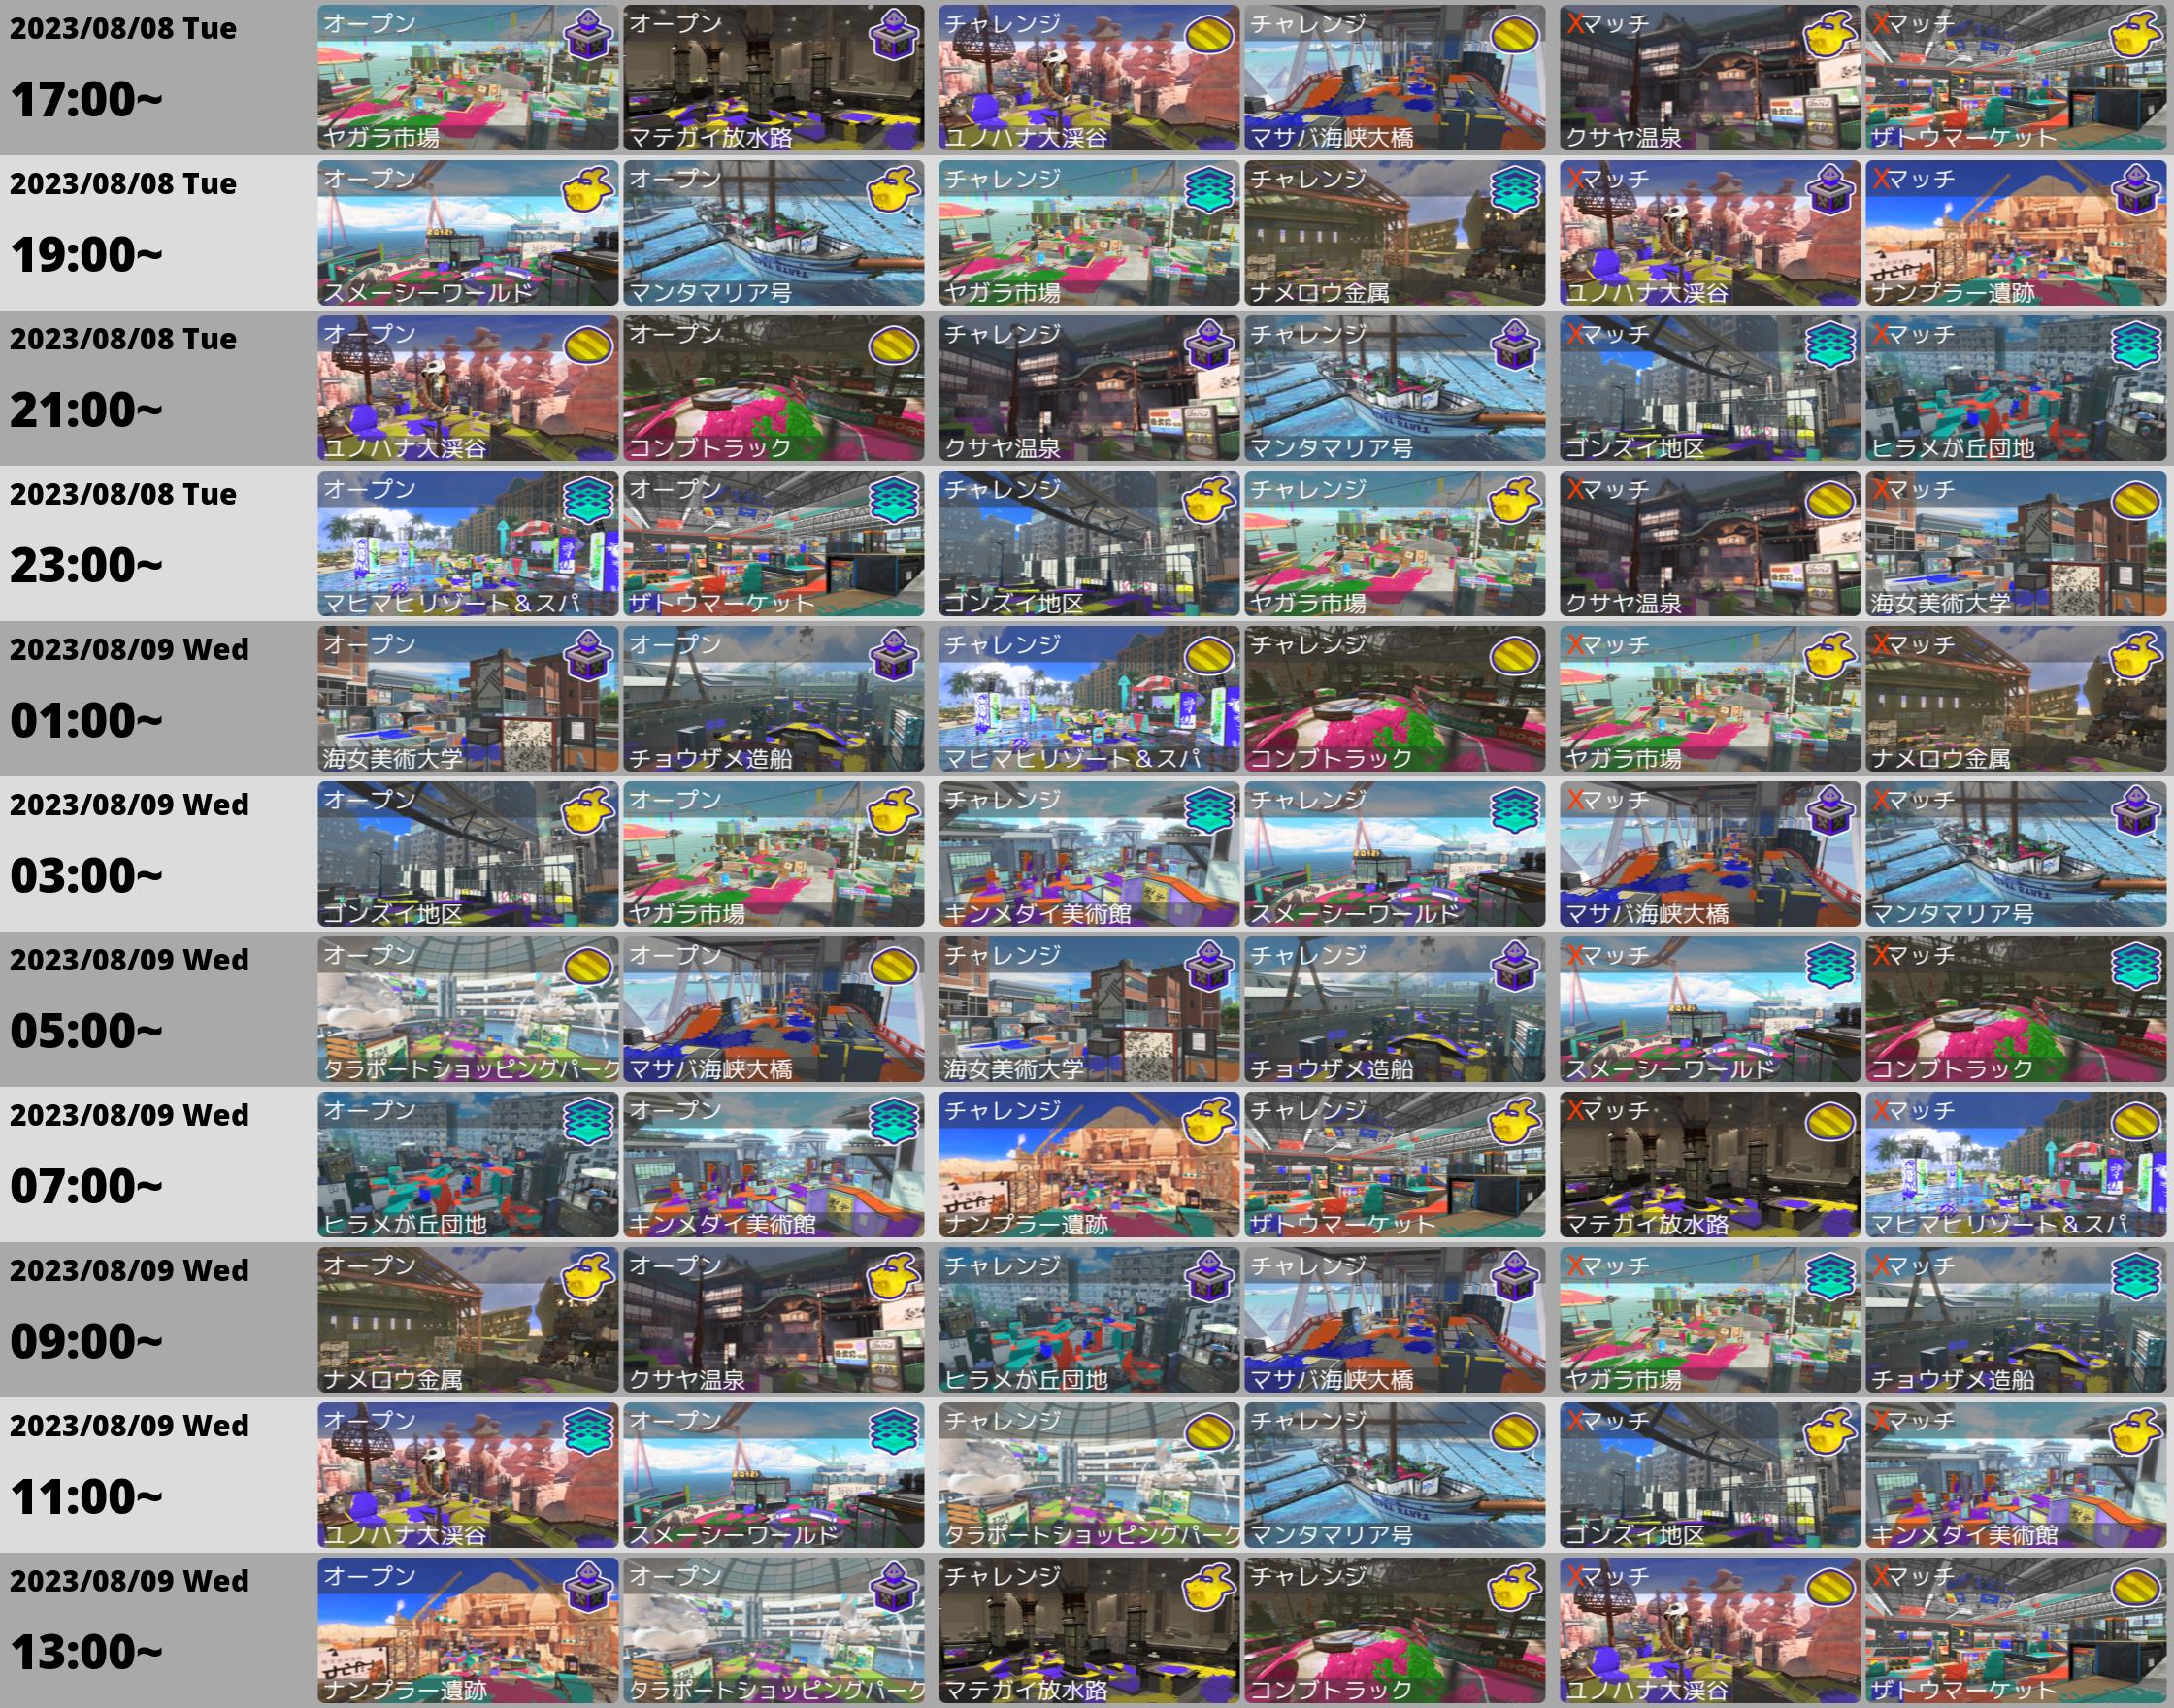 2023/08/08 Tue
17:00~
オープン オープン チャレンジ チャレンジ Xマッチ Xマッチ
ヤガラ市場 マテガイ放水路 ユノハナ大渓谷 マサバ海峡大橋 クサヤ温泉 ザトウマーケット
2023/08/08 Tue
19:00~
オープン オープン チャレンジ チャレンジ Xマッチ Xマッチ
スメーシーワールド マンタマリア号 ヤガラ市場 ナメロウ金属 ユノハナ大渓谷 ナンプラー遺跡
2023/08/08 Tue
21:00~
オープン オープン チャレンジ チャレンジ Xマッチ Xマッチ
ユノハナ大渓谷 コンブトラック クサヤ温泉 マンタマリア号 ゴンズイ地区 ヒラメが丘団地
2023/08/08 Tue
23:00~
オープン オープン チャレンジ チャレンジ Xマッチ Xマッチ
マヒマヒリゾート＆スパ ザトウマーケット ゴンズイ地区 ヤガラ市場 クサヤ温泉 海女美術大学
2023/08/09 Wed
01:00~
オープン オープン チャレンジ チャレンジ Xマッチ Xマッチ
海女美術大学 チョウザメ造船 マヒマヒリゾート＆スパ コンブトラック ヤガラ市場 ナメロウ金属
2023/08/09 Wed
03:00~
オープン オープン チャレンジ チャレンジ Xマッチ Xマッチ
ゴンズイ地区 ヤガラ市場 キンメダイ美術館 スメーシーワールド マサバ海峡大橋 マンタマリア号
2023/08/09 Wed
05:00~
オープン オープン チャレンジ チャレンジ Xマッチ Xマッチ
タラポートショッピングパーク マサバ海峡大橋 海女美術大学 チョウザメ造船 スメーシーワールド コンブトラック
2023/08/09 Wed
07:00~
オープン オープン チャレンジ チャレンジ Xマッチ Xマッチ
ヒラメが丘団地 キンメダイ美術館 ナンプラー遺跡 ザトウマーケット マテガイ放水路 マヒマヒリゾート＆スパ
2023/08/09 Wed
09:00~
オープン オープン チャレンジ チャレンジ Xマッチ Xマッチ
ナメロウ金属 クサヤ温泉 ヒラメが丘団地 マサバ海峡大橋 ヤガラ市場 チョウザメ造船
2023/08/09 Wed
11:00~
オープン オープン チャレンジ チャレンジ Xマッチ Xマッチ
ユノハナ大渓谷 スメーシーワールド タラポートショッピングパーク マンタマリア号 ゴンズイ地区 キンメダイ美術館
2023/08/09 Wed
13:00~
オープン オープン チャレンジ チャレンジ Xマッチ Xマッチ
ナンプラー遺跡 タラポートショッピングパーク マテガイ放水路 コンブトラック ユノハナ大渓谷 ザトウマーケット